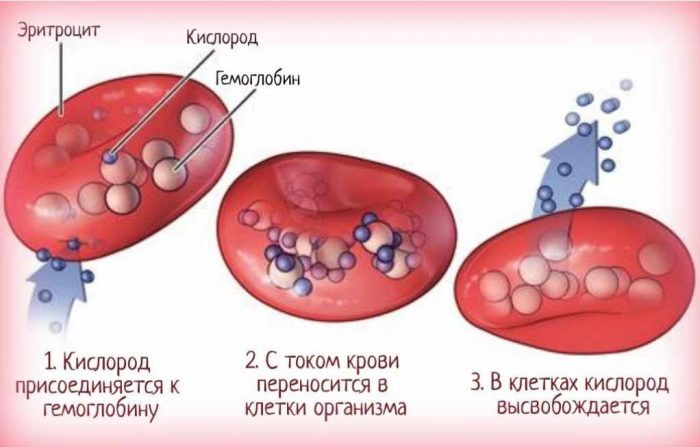 Эритроцит
Кислород
Гемоглобин
1. Кислород
присоединяется к
гемоглобину
2. С током крови
переносится в
клетки организма
3. В клетках кислород
высвобождается